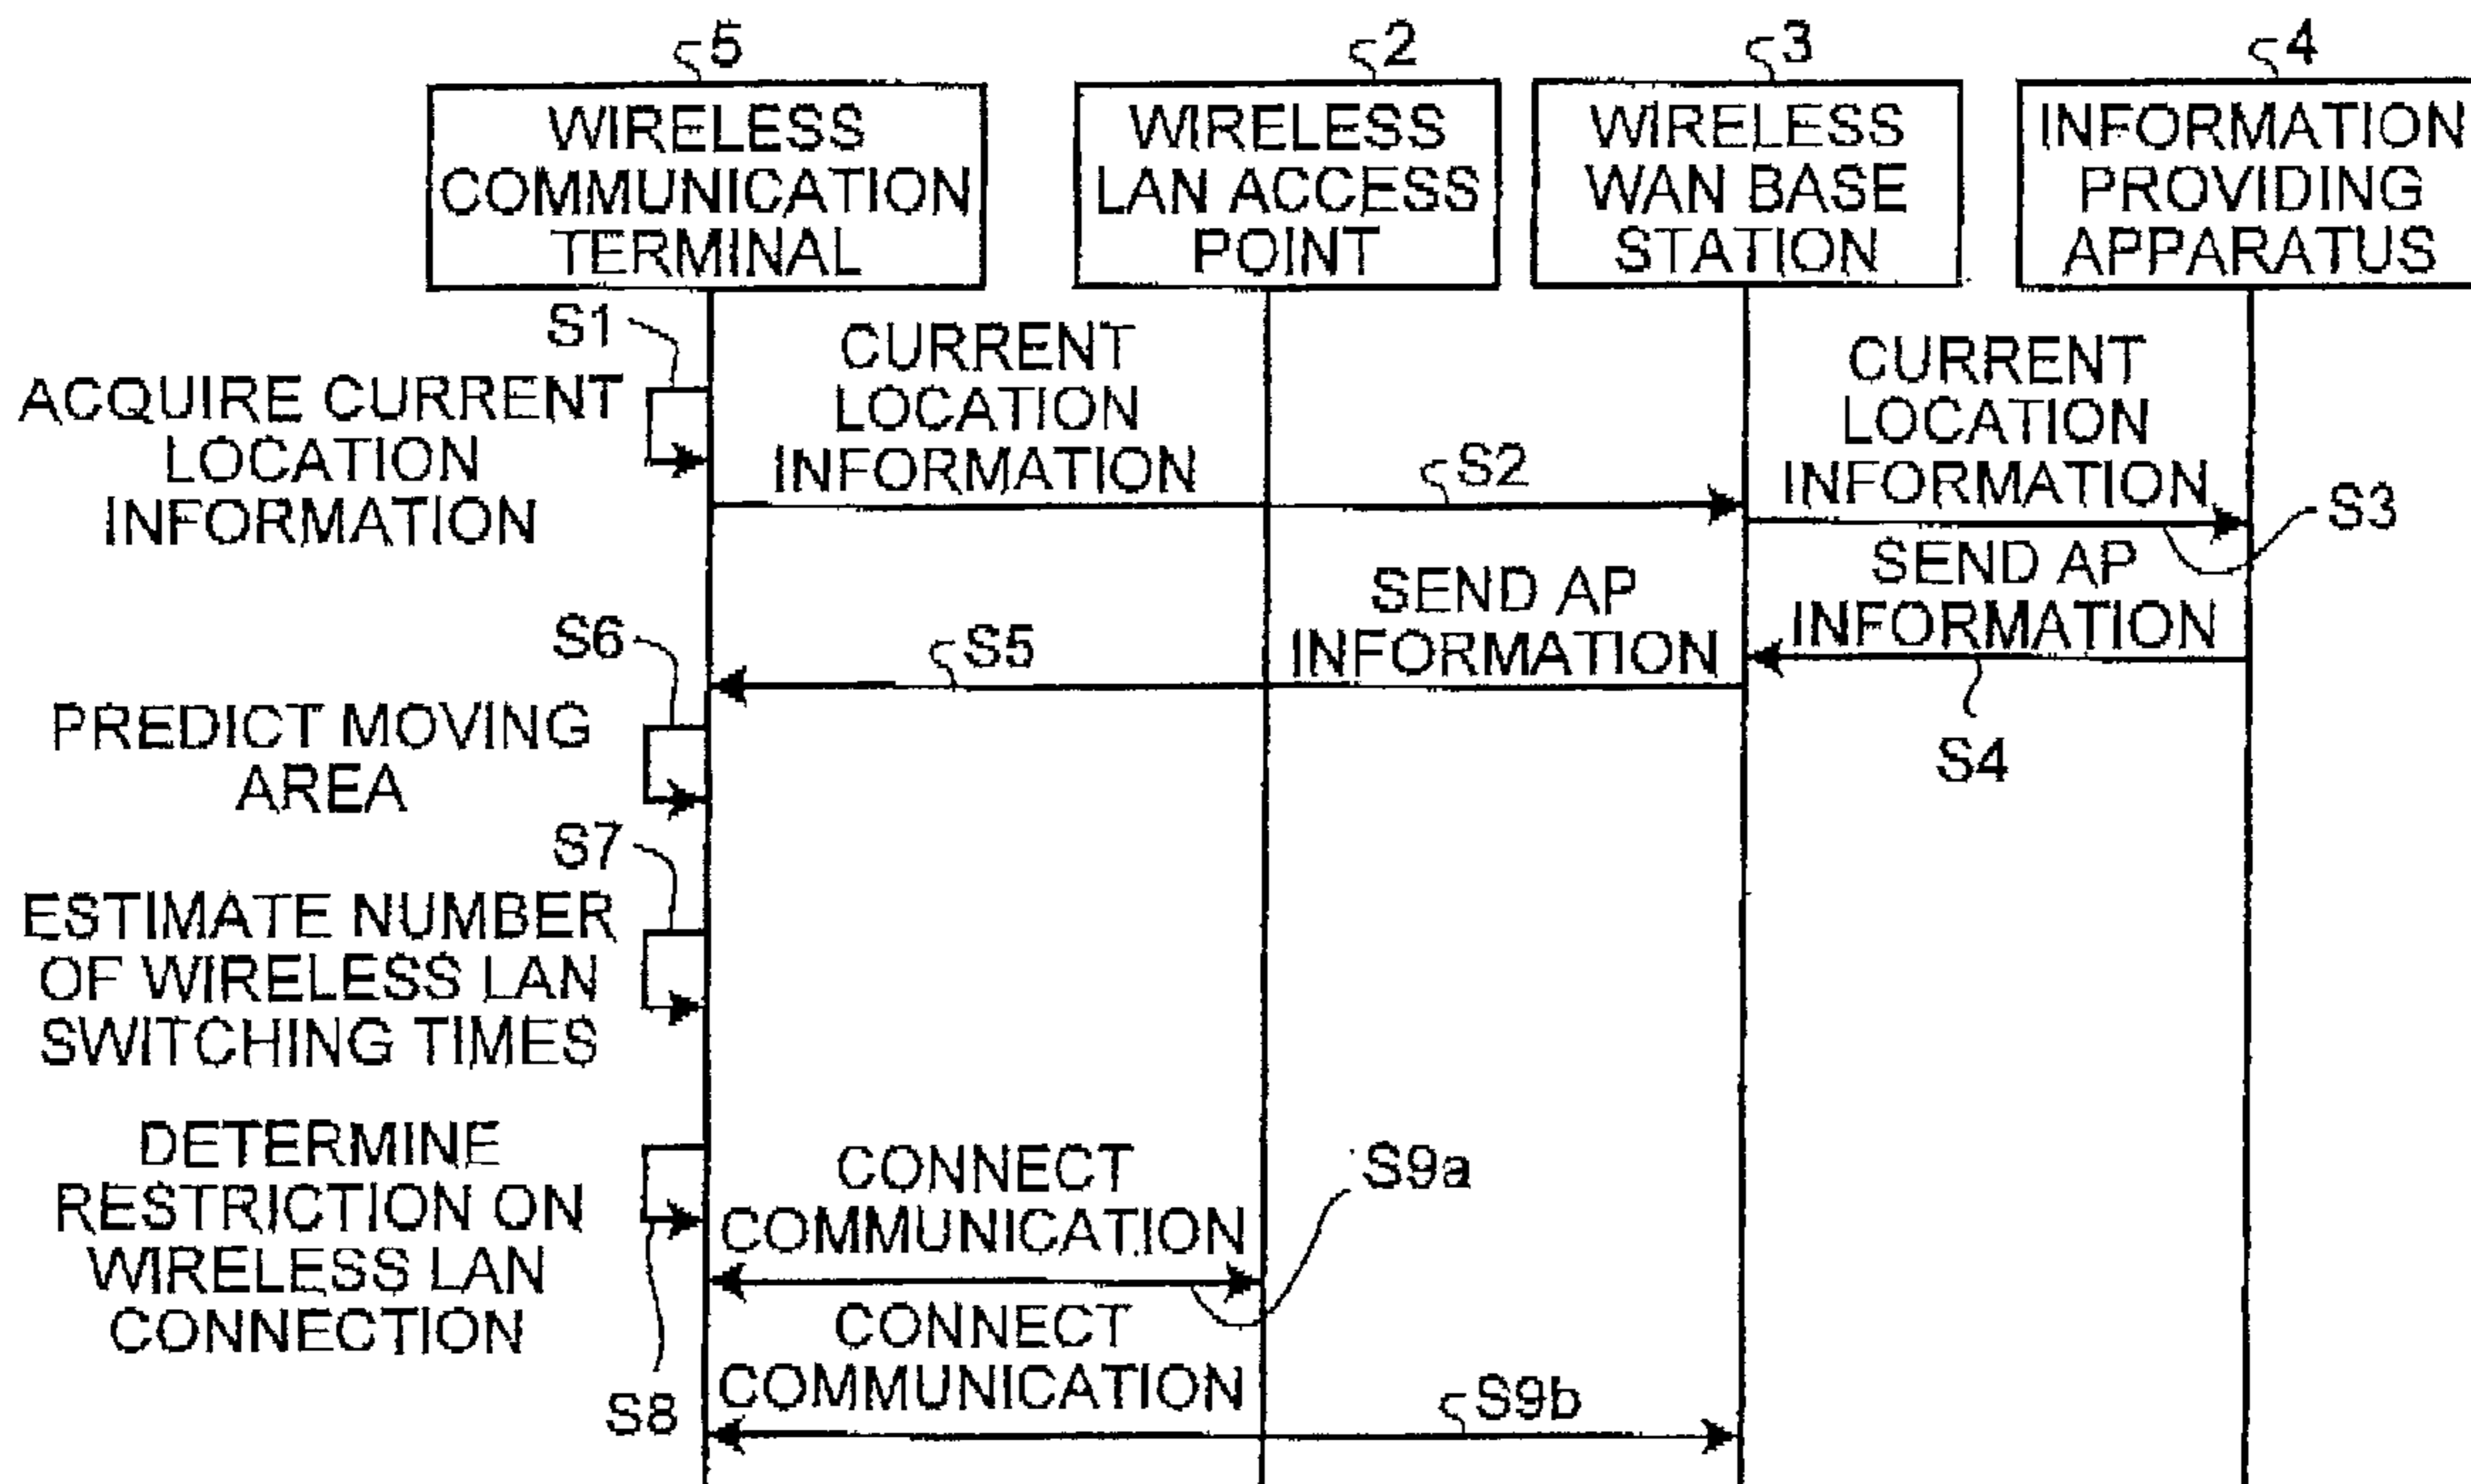 5
2
3
4
WIRELESS
COMMUNICATION
TERMINAL
WIRELESS
LAN ACCESS
POINT
WIRELESS
WAN BASE
STATION
INFORMATION
PROVIDING
APPARATUS
S1
ACQUIRE CURRENT
LOCATION
INFORMATION
CURRENT
LOCATION
INFORMATION
S2
CURRENT
LOCATION
INFORMATION
S3
SEND AP
INFORMATION
S4
SEND AP
INFORMATION
S5
S6
PREDICT MOVING
AREA
S7
ESTIMATE NUMBER
OF WIRELESS LAN
SWITCHING TIMES
DETERMINE
RESTRICTION ON
WIRELESS LAN
CONNECTION
S8
CONNECT
COMMUNICATION
S9a
CONNECT
COMMUNICATION
S9b